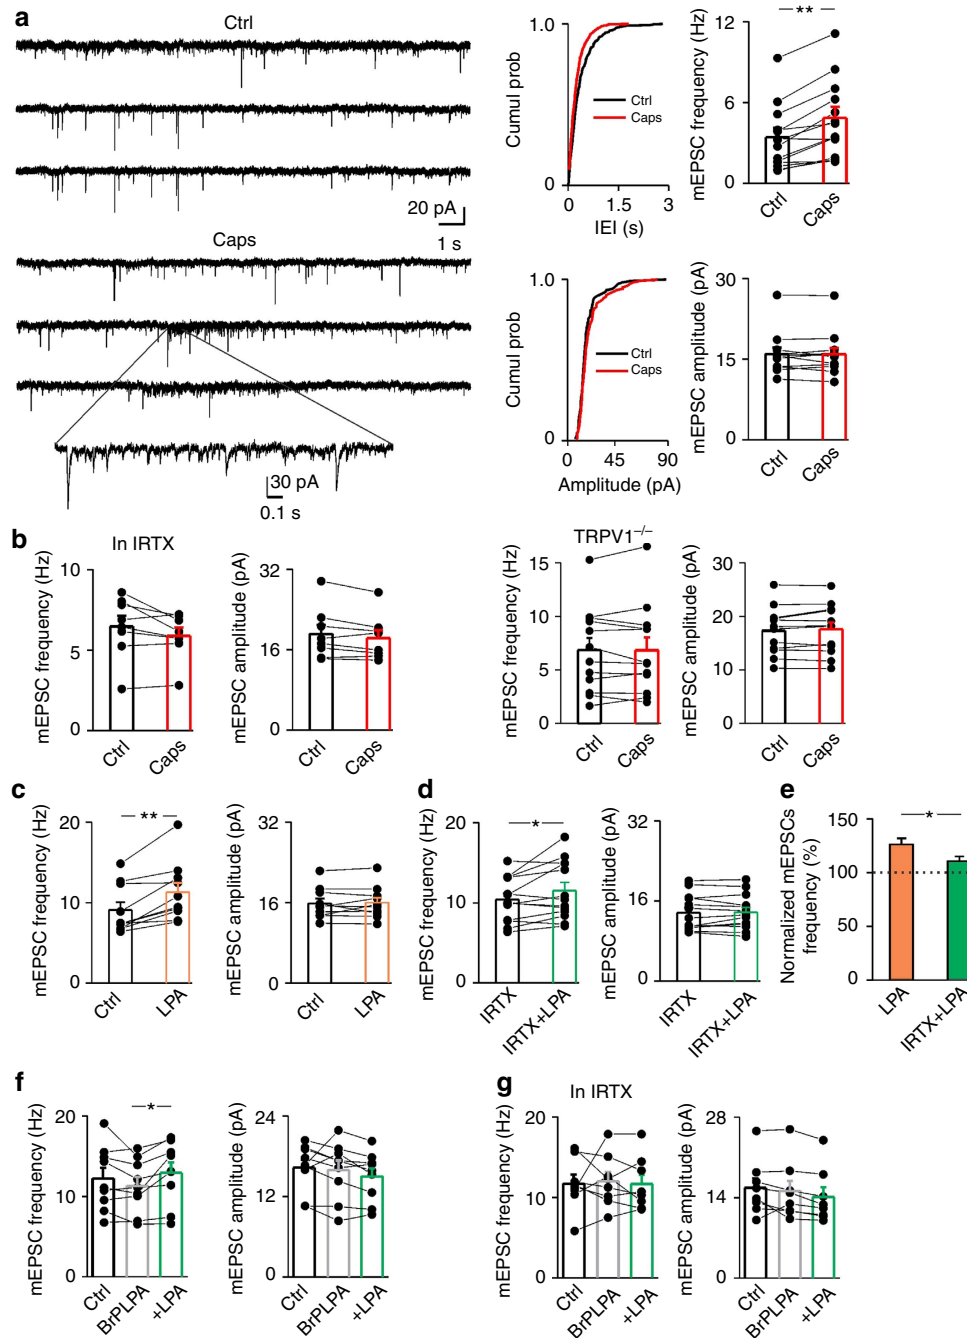 a
Ctrl
20 pA
1 s
Caps
30 pA
0.1 s
Cumul prob
1.0
0
Ctrl
Caps
0 1.5 3
IEI (s)
mEPSC frequency (Hz)
12
6
0
**
Ctrl Caps
Cumul prob
1.0
0
Ctrl
Caps
0 45 90
Amplitude (pA)
mEPSC amplitude (pA)
30
15
0
Ctrl Caps
b
In IRTX
mEPSC frequency (Hz)
10
5
0
Ctrl Caps
mEPSC amplitude (pA)
32
16
0
Ctrl Caps
TRPV1–/–
mEPSC frequency (Hz)
15
10
5
0
Ctrl Caps
mEPSC amplitude (pA)
30
20
10
0
Ctrl Caps
c
mEPSC frequency (Hz)
20
10
0
**
Ctrl LPA
mEPSC amplitude (pA)
32
16
0
Ctrl LPA
d
mEPSC frequency (Hz)
20
10
0
*
IRTX IRTX+LPA
mEPSC amplitude (pA)
32
16
0
IRTX IRTX+LPA
e
Normalized mEPSCs
frequency (%)
150
100
50
0
*
LPA IRTX+LPA
f
mEPSC frequency (Hz)
20
10
0
*
Ctrl BrPLPA +LPA
mEPSC amplitude (pA)
24
12
0
Ctrl BrPLPA +LPA
g
In IRTX
mEPSC frequency (Hz)
20
10
0
Ctrl BrPLPA +LPA
mEPSC amplitude (pA)
28
14
0
Ctrl BrPLPA +LPA